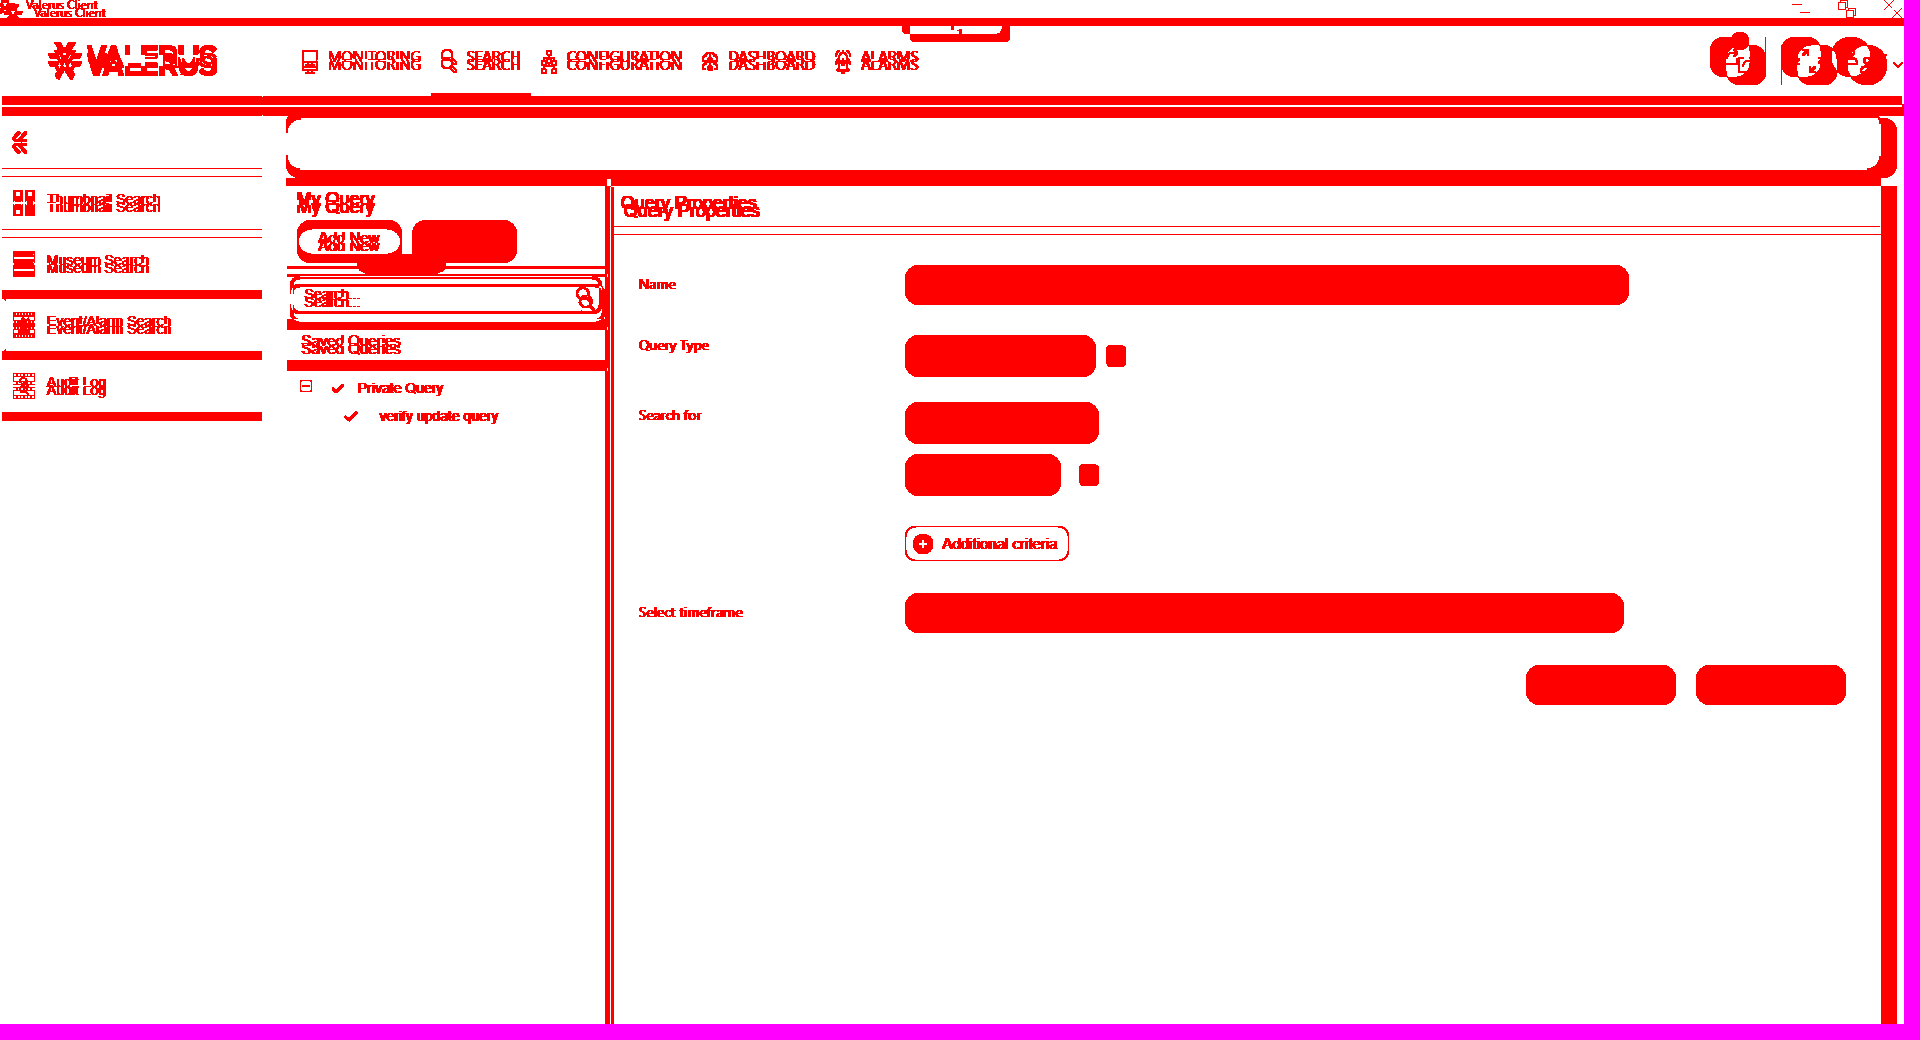 Valerus Client
Valerus Client
VALERUS
MONITORING
SEARCH
CONFIGURATION
DASHBOARD
ALARMS
Thumbnail Search
Museum Search
Event/Alarm Search
Audit Log
My Query
Add New
Search...
Saved Queries
Private Query
verify update query
Query Properties
Name
Query Type
Search for
Additional criteria
Select timeframe